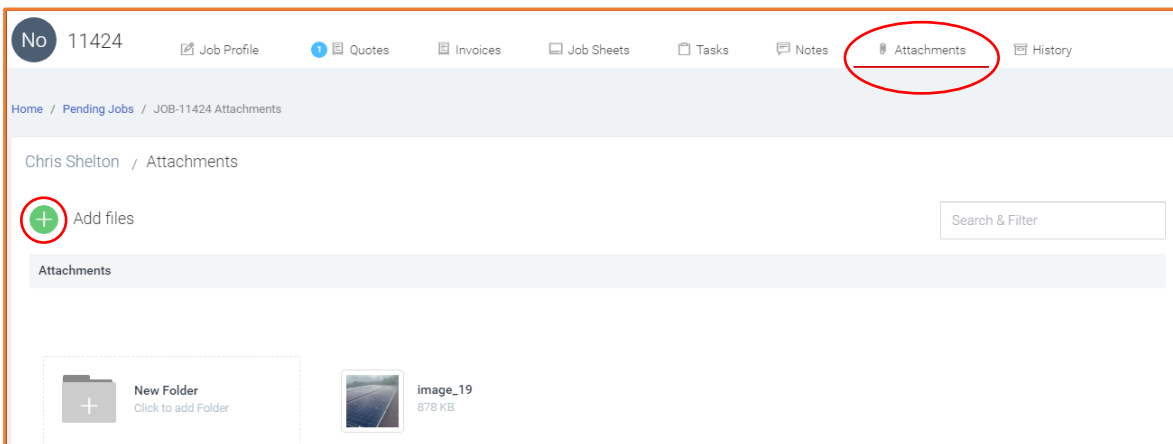 No 11424 Job Profile 1 Quotes Invoices Job Sheets Tasks Notes Attachments History
Home / Pending Jobs / JOB-11424 Attachments
Chris Shelton / Attachments
Add files
Search & Filter
Attachments
New Folder
Click to add Folder
image_19
878 KB